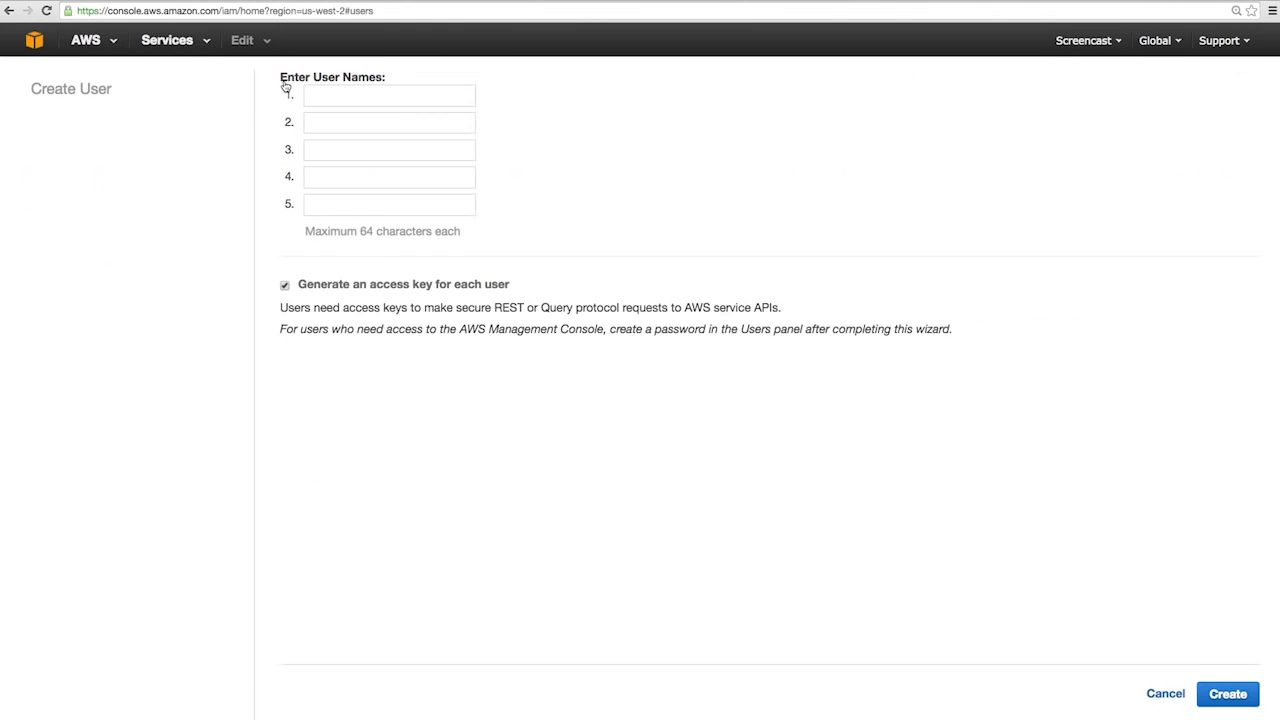 https://console.aws.amazon.com/iam/home?region=us-west-2#users
AWS Services Edit Screencast Global Support
Create User
Enter User Names:
1.
2.
3.
4.
5.
Maximum 64 characters each
Generate an access key for each user
Users need access keys to make secure REST or Query protocol requests to AWS service APIs.
For users who need access to the AWS Management Console, create a password in the Users panel after completing this wizard.
Cancel Create